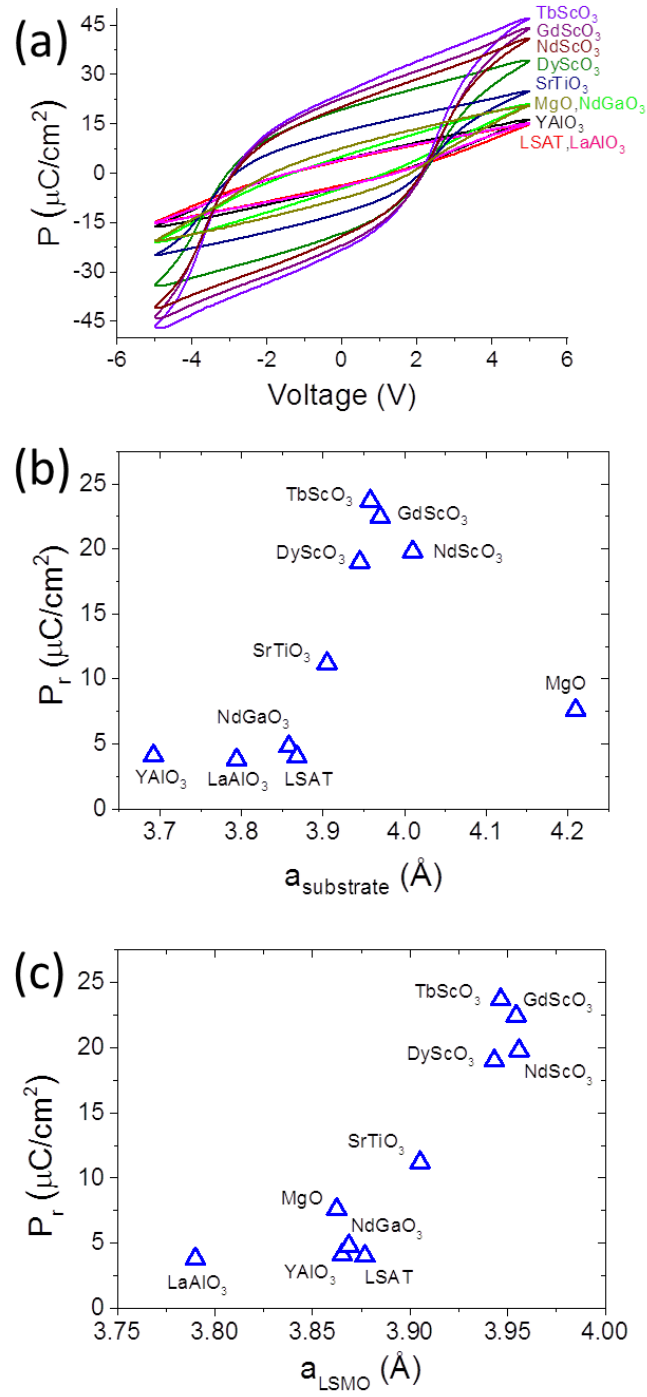 (a)
TbScO₃
GdScO₃
NdScO₃
DyScO₃
SrTiO₃
MgO,NdGaO₃
YAlO₃
LSAT,LaAlO₃
P (μC/cm²)
45
30
15
0
-15
-30
-45
-6 -4 -2 0 2 4 6
Voltage (V)
(b)
TbScO₃
GdScO₃
DyScO₃
NdScO₃
SrTiO₃
MgO
NdGaO₃
YAlO₃
LaAlO₃
LSAT
Pᵣ (μC/cm²)
25
20
15
10
5
0
3.7 3.8 3.9 4.0 4.1 4.2
a_substrate (Å)
(c)
TbScO₃
GdScO₃
DyScO₃
NdScO₃
SrTiO₃
MgO
NdGaO₃
YAlO₃
LSAT
LaAlO₃
Pᵣ (μC/cm²)
25
20
15
10
5
0
3.75 3.80 3.85 3.90 3.95 4.00
a_LSMO (Å)